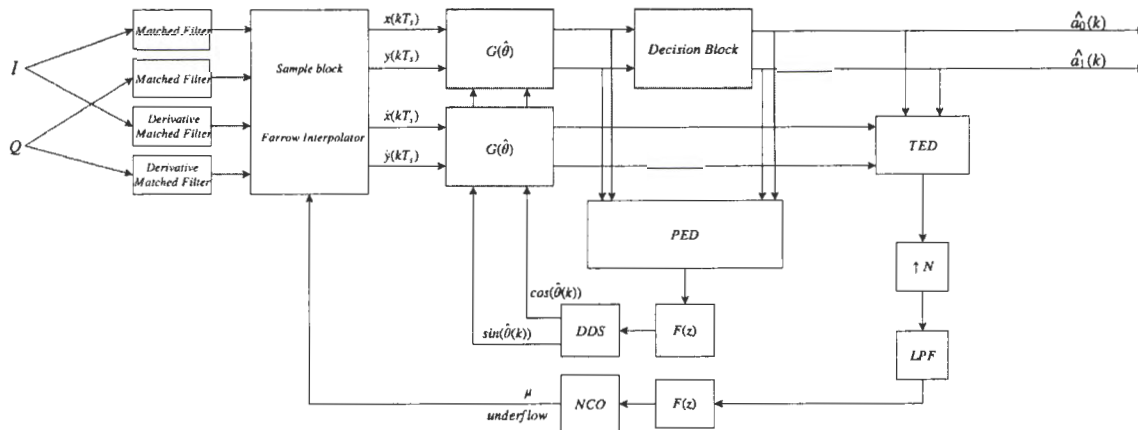 I
Q
Matched Filter
Matched Filter
Derivative
Matched Filter
Derivative
Matched Filter
Sample block
Farrow Interpolator
x(kTₛ)
y(kTₛ)
ẋ(kTₛ)
ẏ(kTₛ)
G(θ̂)
G(θ̂)
Decision Block
â₀(k)
â₁(k)
TED
PED
↑ N
LPF
F(z)
DDS
cos(θ̂(k))
sin(θ̂(k))
F(z)
NCO
μ
underflow